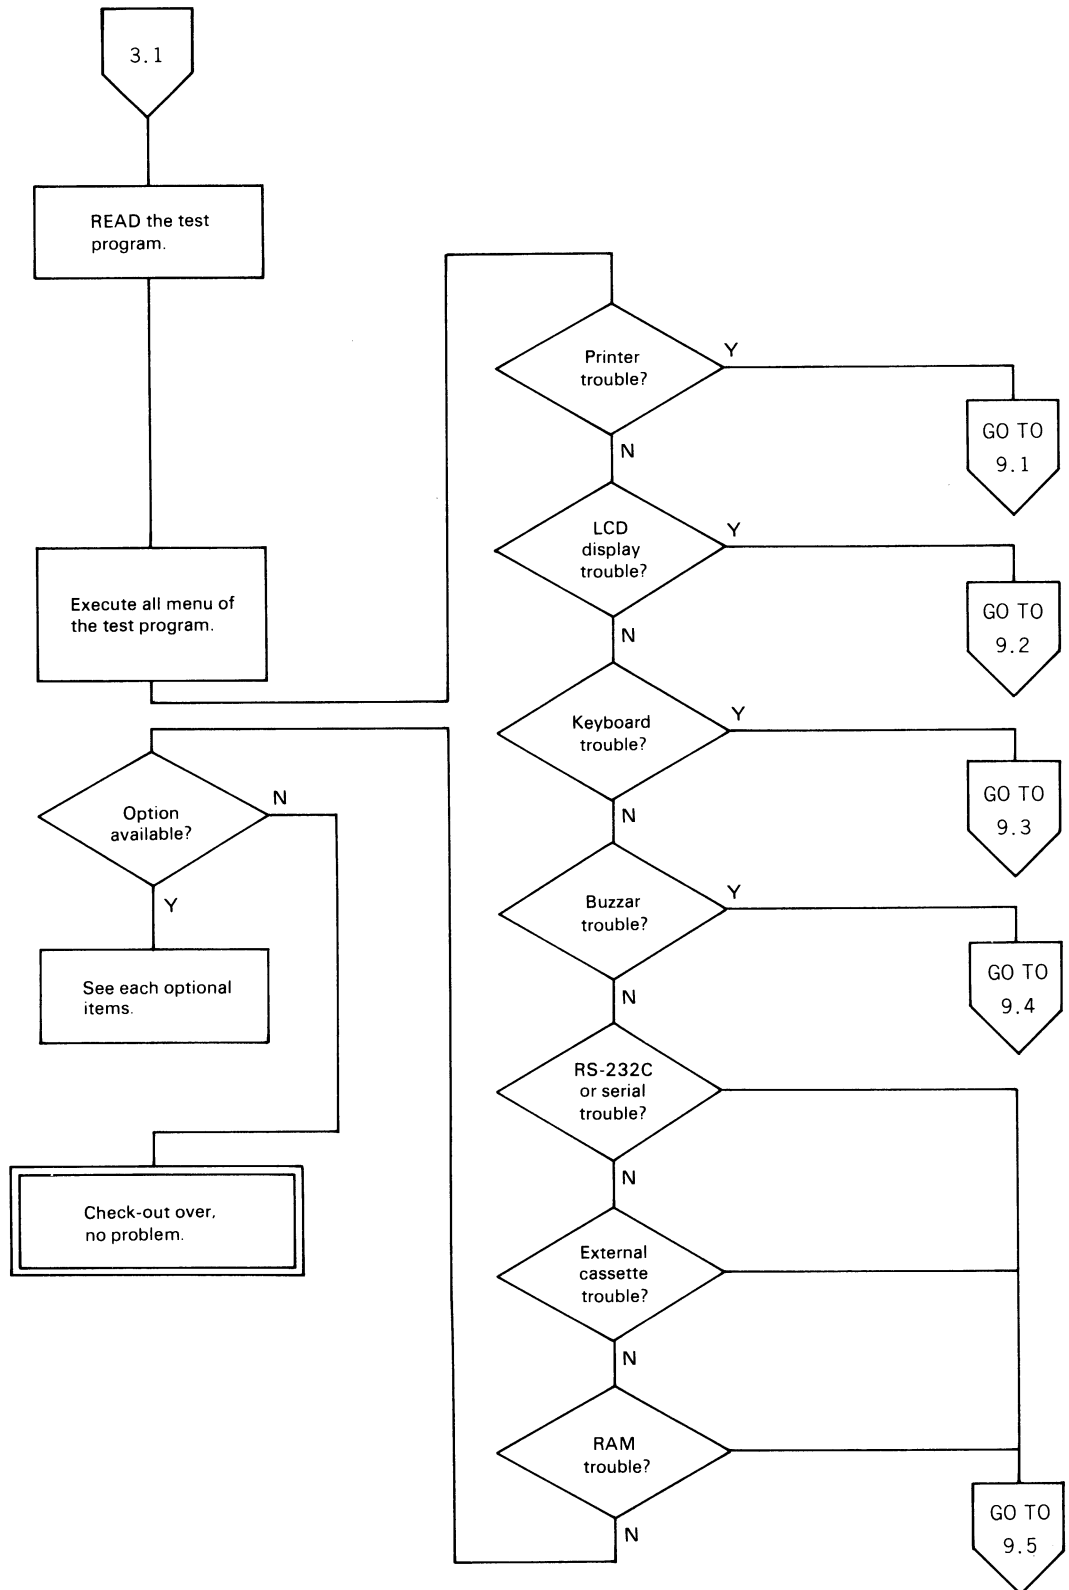 3.1
READ the test
program.
Execute all menu of
the test program.
Printer
trouble?
Y
GO TO
9.1
N
LCD
display
trouble?
Y
GO TO
9.2
N
Keyboard
trouble?
Y
GO TO
9.3
N
Buzzar
trouble?
Y
GO TO
9.4
N
RS-232C
or serial
trouble?
N
External
cassette
trouble?
N
RAM
trouble?
N
GO TO
9.5
Option
available?
N
Y
See each optional
items.
Check-out over,
no problem.